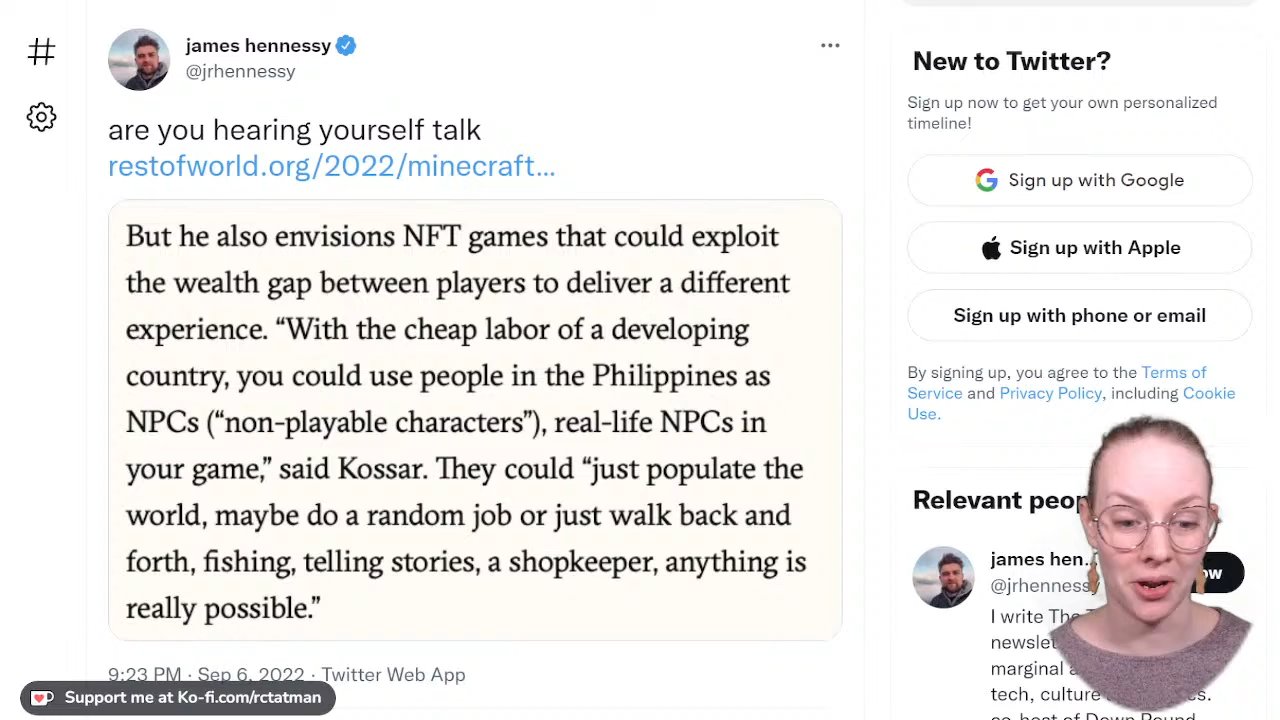 james hennessy
@jrhennessy
are you hearing yourself talk
restofworld.org/2022/minecraft...
But he also envisions NFT games that could exploit
the wealth gap between players to deliver a different
experience. “With the cheap labor of a developing
country, you could use people in the Philippines as
NPCs (“non-playable characters”), real-life NPCs in
your game,” said Kossar. They could “just populate the
world, maybe do a random job or just walk back and
forth, fishing, telling stories, a shopkeeper, anything is
really possible.”
9:23 PM · Sep 6, 2022 · Twitter Web App
Support me at Ko-fi.com/rctatman
New to Twitter?
Sign up now to get your own personalized
timeline!
Sign up with Google
Sign up with Apple
Sign up with phone or email
By signing up, you agree to the Terms of
Service and Privacy Policy, including Cookie
Use.
Relevant
james hen...
@jrhennessy
I write The
marginal
tech, culture
co-host of Down Round